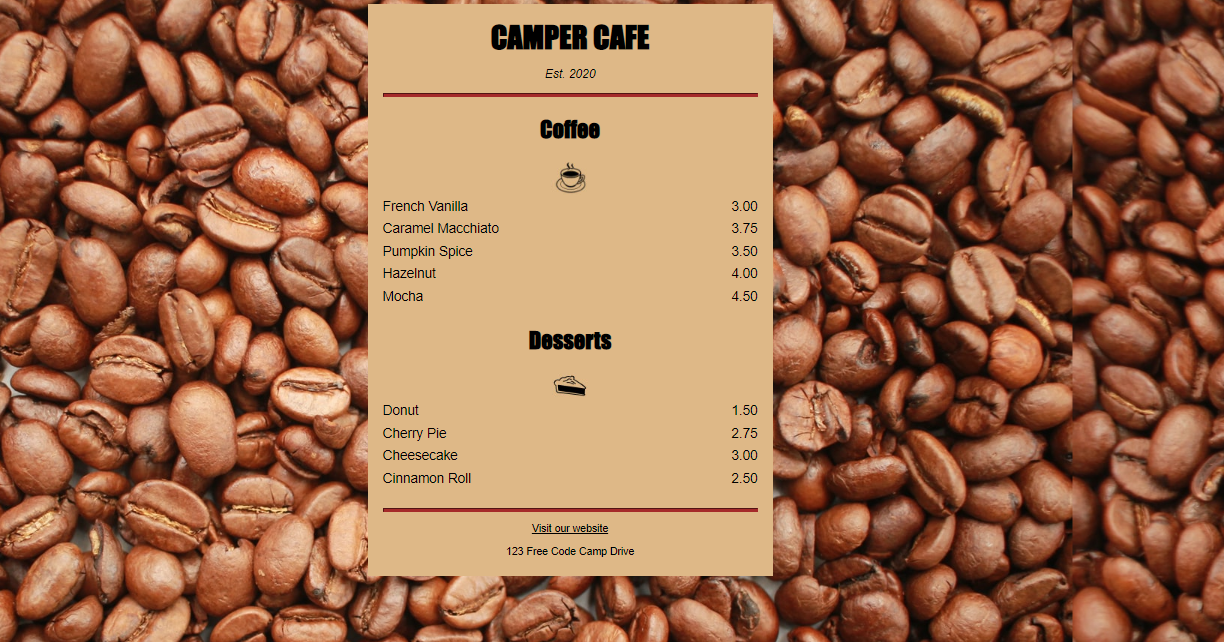 CAMPER CAFE
Est. 2020
Coffee
French Vanilla 3.00
Caramel Macchiato 3.75
Pumpkin Spice 3.50
Hazelnut 4.00
Mocha 4.50
Desserts
Donut 1.50
Cherry Pie 2.75
Cheesecake 3.00
Cinnamon Roll 2.50
Visit our website
123 Free Code Camp Drive